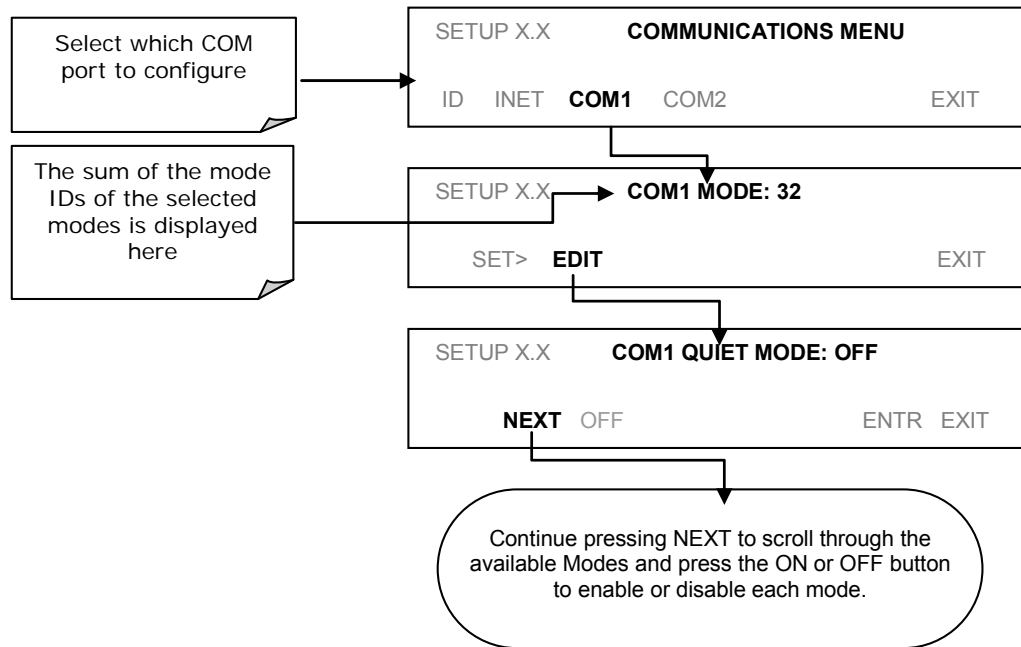 Select which COM
port to configure
SETUP X.X COMMUNICATIONS MENU
ID INET COM1 COM2 EXIT
The sum of the mode
IDs of the selected
modes is displayed
here
SETUP X.X COM1 MODE: 32
SET> EDIT EXIT
SETUP X.X COM1 QUIET MODE: OFF
NEXT OFF ENTR EXIT
Continue pressing NEXT to scroll through the
available Modes and press the ON or OFF button
to enable or disable each mode.